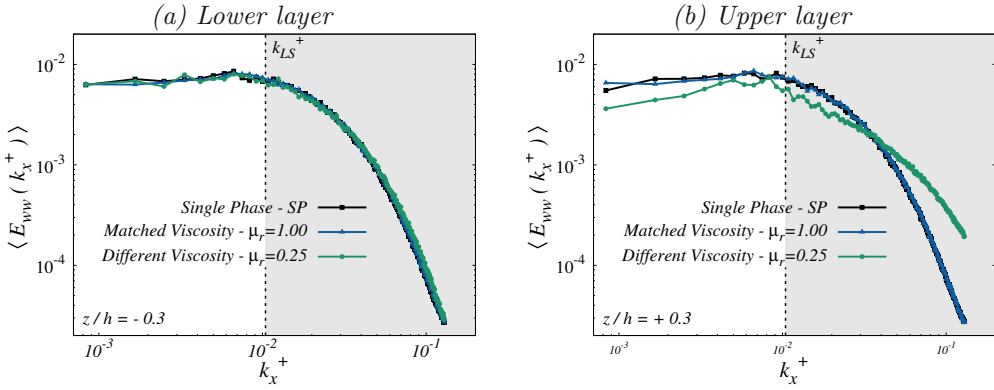 (a) Lower layer
k_LS^+
10^-2
10^-3
10^-4
⟨ E_ww ( k_x^+ ) ⟩
Single Phase - SP
Matched Viscosity - μ_r=1.00
Different Viscosity - μ_r=0.25
z / h = - 0.3
10^-3
10^-2
10^-1
k_x^+
(b) Upper layer
k_LS^+
10^-2
10^-3
10^-4
⟨ E_ww ( k_x^+ ) ⟩
Single Phase - SP
Matched Viscosity - μ_r=1.00
Different Viscosity - μ_r=0.25
z / h = + 0.3
10^-3
10^-2
10^-1
k_x^+